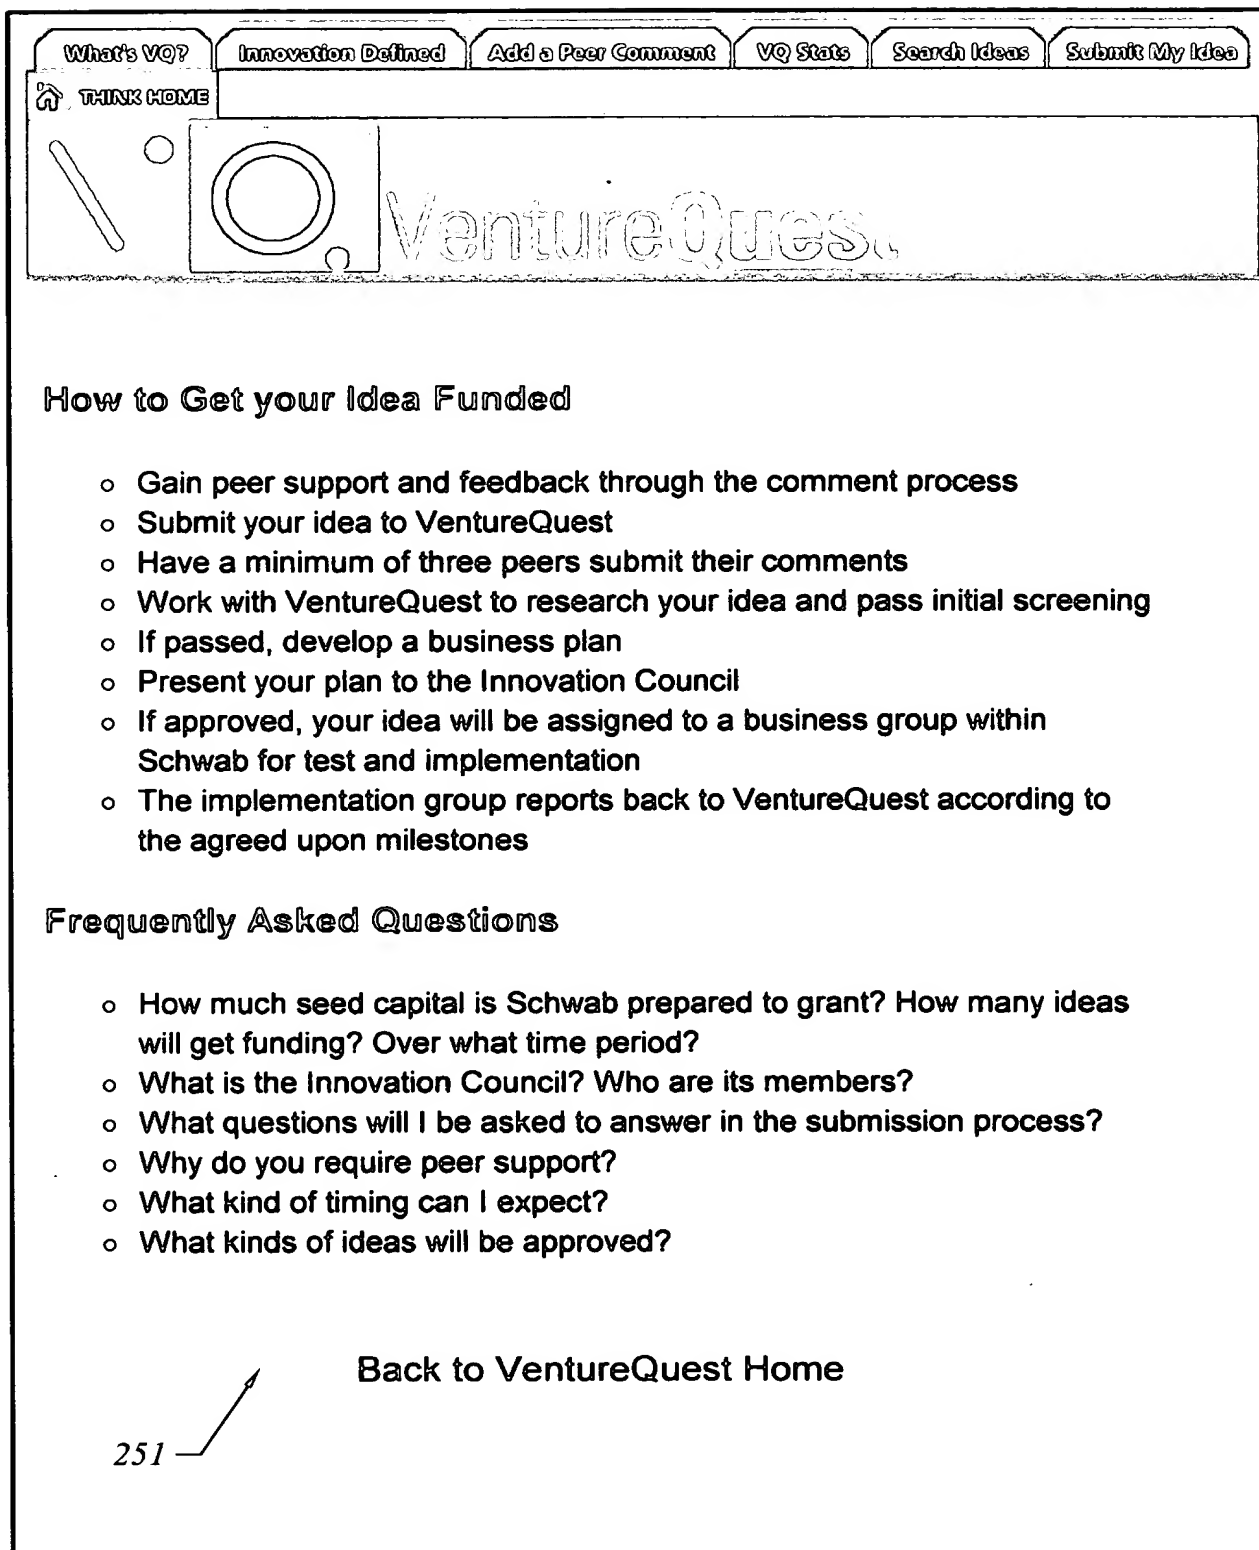 What's VQ? Innovation Defined Add a Peer Comment VQ Stats Search Ideas Submit My Idea
THINK HOME
VentureQuest
How to Get your Idea Funded
o Gain peer support and feedback through the comment process
o Submit your idea to VentureQuest
o Have a minimum of three peers submit their comments
o Work with VentureQuest to research your idea and pass initial screening
o If passed, develop a business plan
o Present your plan to the Innovation Council
o If approved, your idea will be assigned to a business group within
Schwab for test and implementation
o The implementation group reports back to VentureQuest according to
the agreed upon milestones
Frequently Asked Questions
o How much seed capital is Schwab prepared to grant? How many ideas
will get funding? Over what time period?
o What is the Innovation Council? Who are its members?
o What questions will I be asked to answer in the submission process?
o Why do you require peer support?
o What kind of timing can I expect?
o What kinds of ideas will be approved?
Back to VentureQuest Home
251